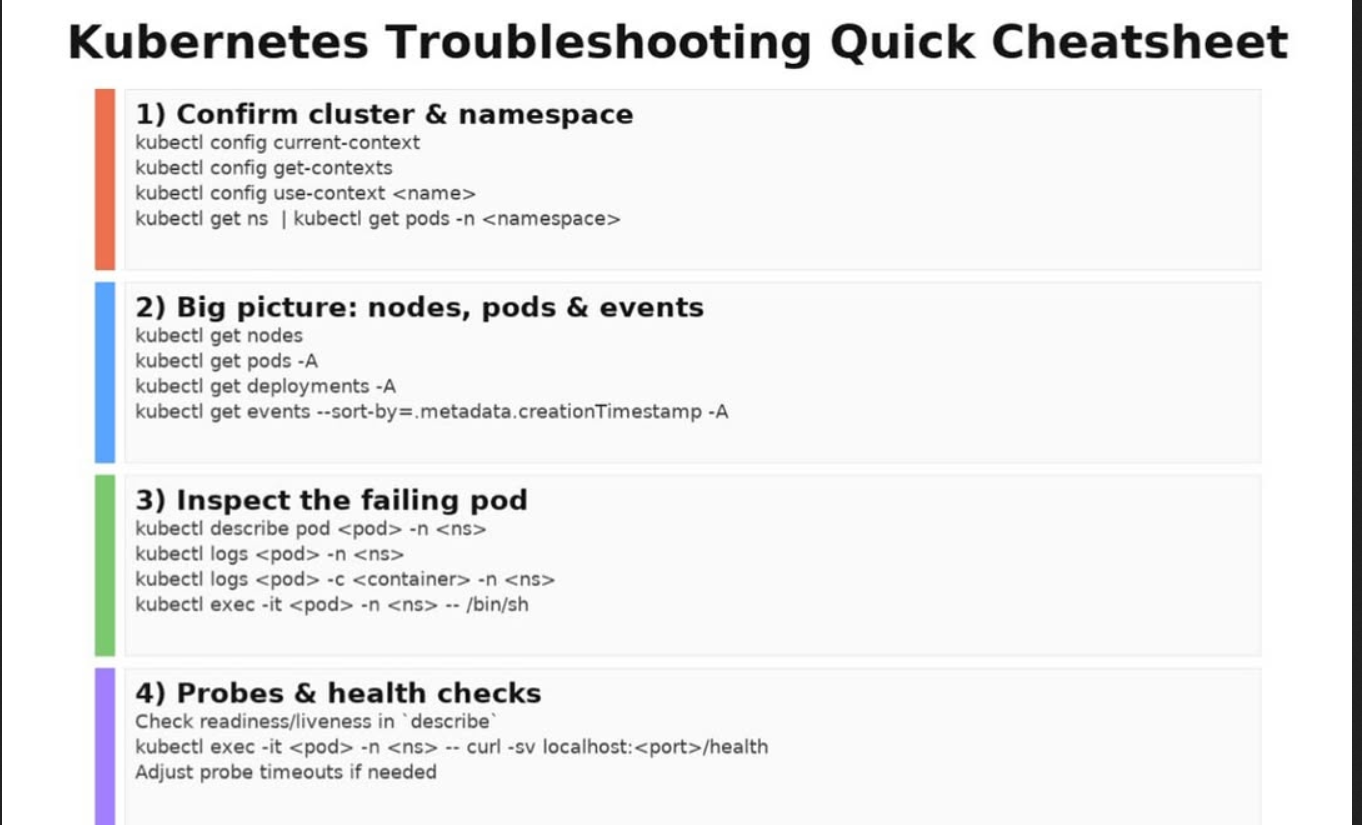 Kubernetes Troubleshooting Quick Cheatsheet
1) Confirm cluster & namespace
kubectl config current-context
kubectl config get-contexts
kubectl config use-context <name>
kubectl get ns  | kubectl get pods -n <namespace>
2) Big picture: nodes, pods & events
kubectl get nodes
kubectl get pods -A
kubectl get deployments -A
kubectl get events --sort-by=.metadata.creationTimestamp -A
3) Inspect the failing pod
kubectl describe pod <pod> -n <ns>
kubectl logs <pod> -n <ns>
kubectl logs <pod> -c <container> -n <ns>
kubectl exec -it <pod> -n <ns> -- /bin/sh
4) Probes & health checks
Check readiness/liveness in `describe`
kubectl exec -it <pod> -n <ns> -- curl -sv localhost:<port>/health
Adjust probe timeouts if needed